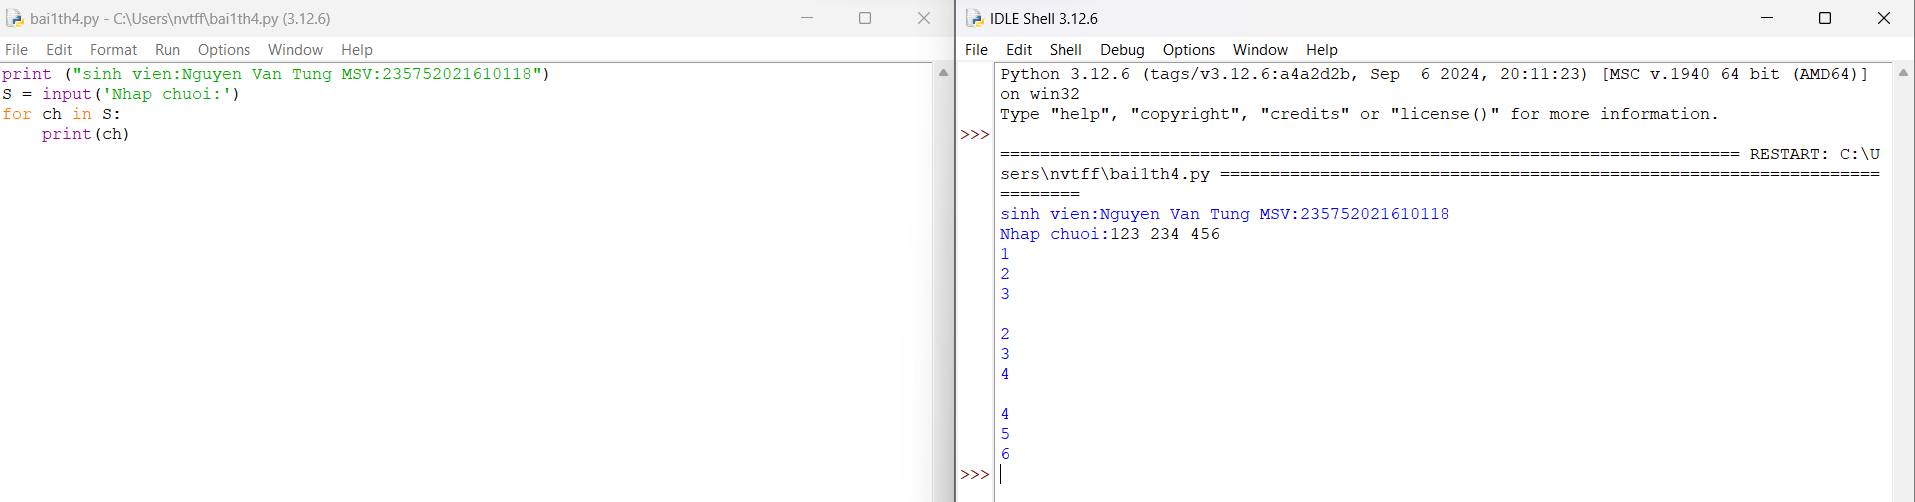 bai1th4.py - C:\Users\nvtff\bai1th4.py (3.12.6)
File Edit Format Run Options Window Help
print ("sinh vien:Nguyen Van Tung MSV:235752021610118")
S = input('Nhap chuoi:')
for ch in S:
    print(ch)
IDLE Shell 3.12.6
File Edit Shell Debug Options Window Help
Python 3.12.6 (tags/v3.12.6:a4a2d2b, Sep  6 2024, 20:11:23) [MSC v.1940 64 bit (AMD64)]
on win32
Type "help", "copyright", "credits" or "license()" for more information.
>>>
========================================================================== RESTART: C:\U
sers\nvtff\bai1th4.py ==================================================================
========
sinh vien:Nguyen Van Tung MSV:235752021610118
Nhap chuoi:123 234 456
1
2
3

2
3
4

4
5
6
>>>